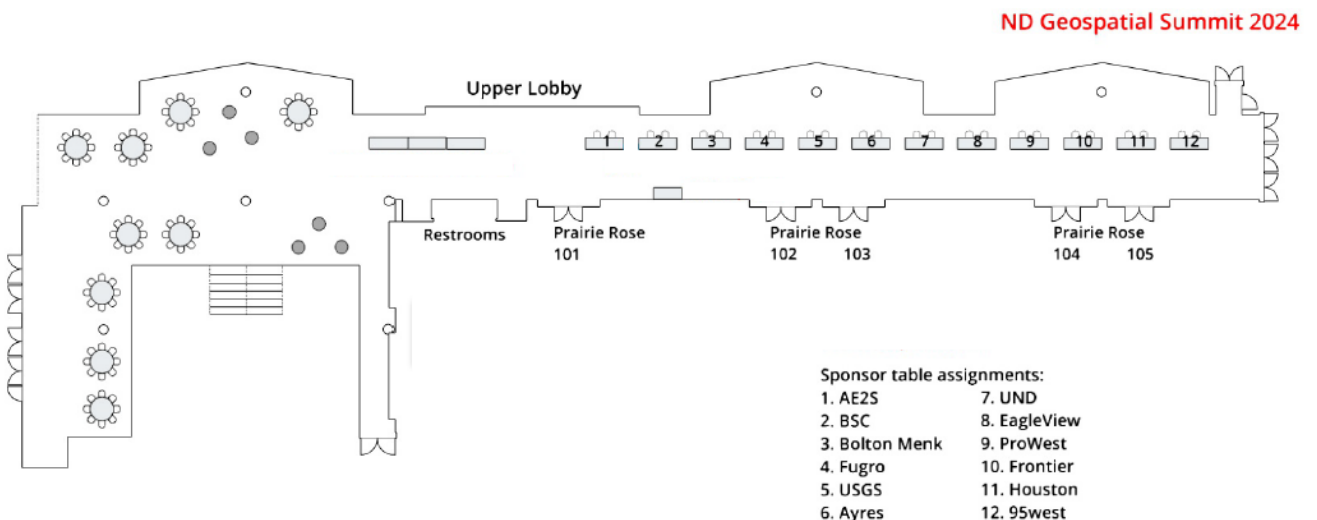 ND Geospatial Summit 2024
Upper Lobby
1 2 3 4 5 6 7 8 9 10 11 12
Restrooms
Prairie Rose
101
Prairie Rose
102 103
Prairie Rose
104 105
Sponsor table assignments:
1. AE2S
2. BSC
3. Bolton Menk
4. Fugro
5. USGS
6. Ayres
7. UND
8. EagleView
9. ProWest
10. Frontier
11. Houston
12. 95west